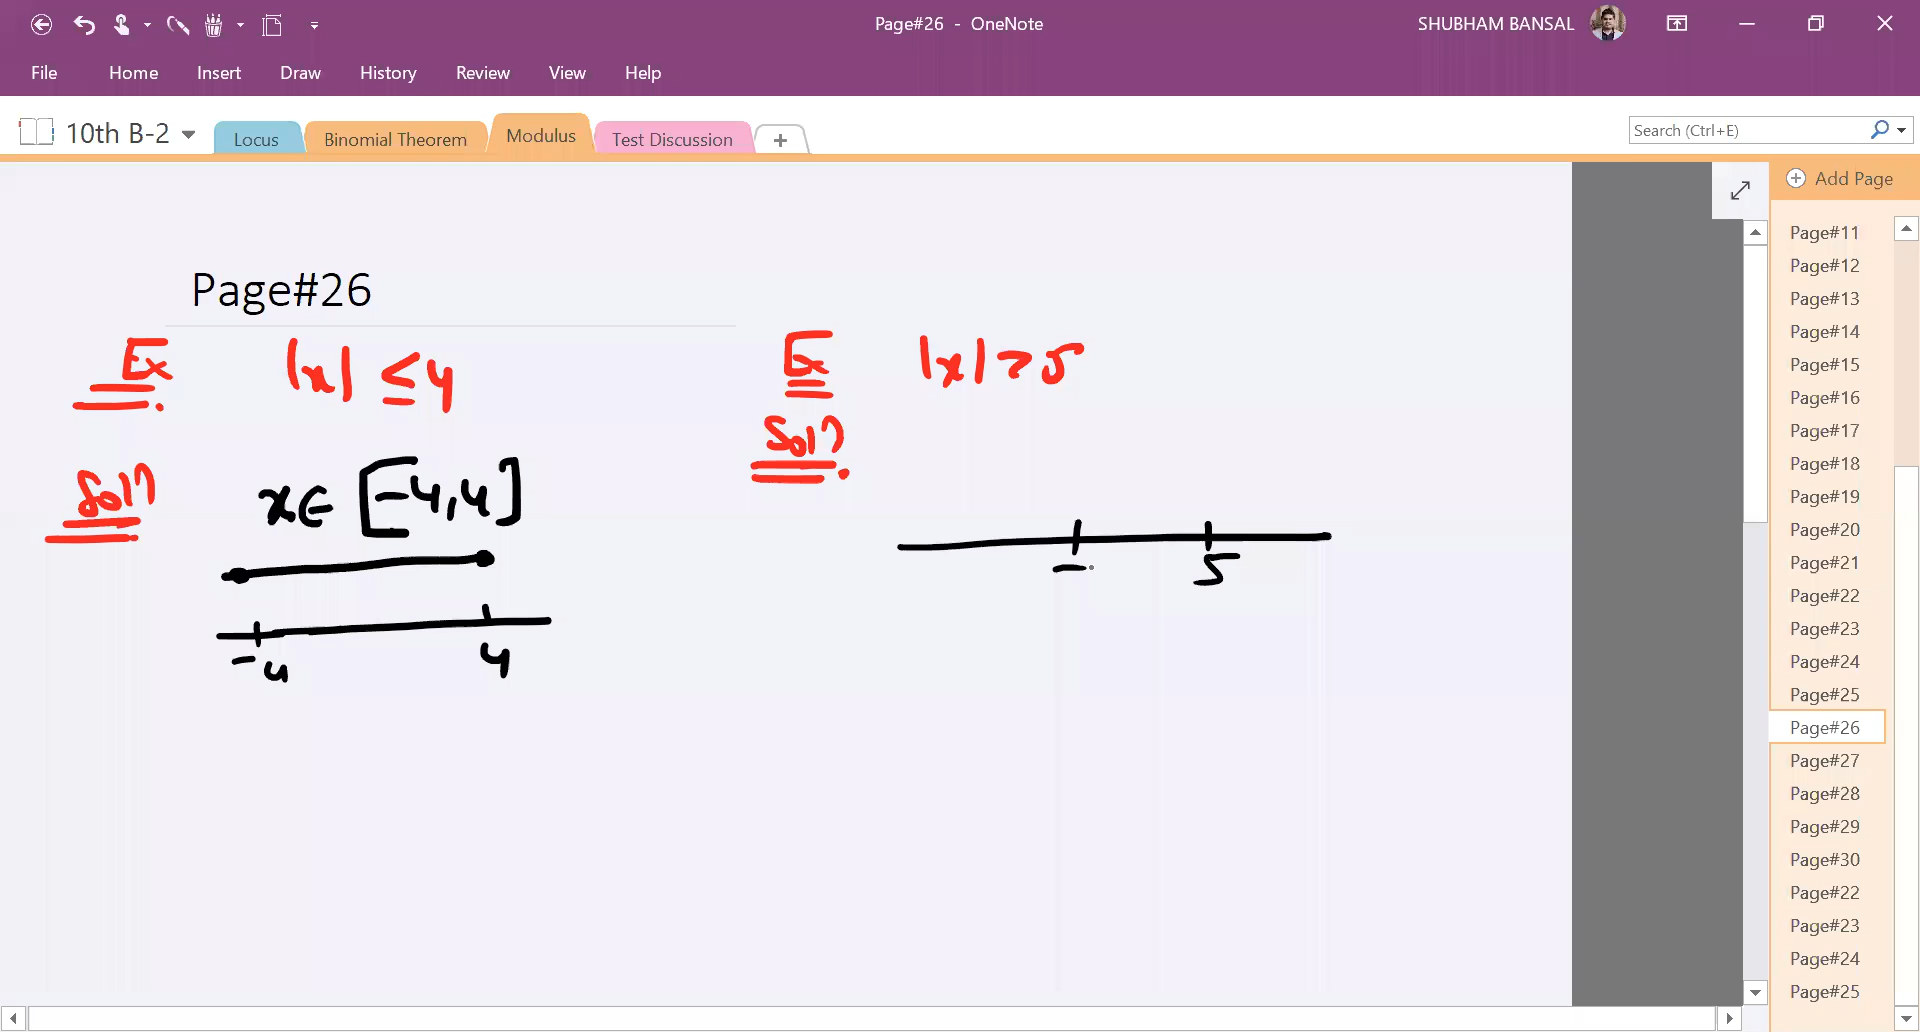 Page#26 - OneNote
SHUBHAM BANSAL
File Home Insert Draw History Review View Help
10th B-2
Locus
Binomial Theorem
Modulus
Test Discussion
+
Search (Ctrl+E)
Add Page
Page#26
Ex |x| ≤ 4
Solⁿ x ∈ [-4,4]
-4 4
Ex |x| > 5
Solⁿ
- 5
Page#11
Page#12
Page#13
Page#14
Page#15
Page#16
Page#17
Page#18
Page#19
Page#20
Page#21
Page#22
Page#23
Page#24
Page#25
Page#26
Page#27
Page#28
Page#29
Page#30
Page#22
Page#23
Page#24
Page#25